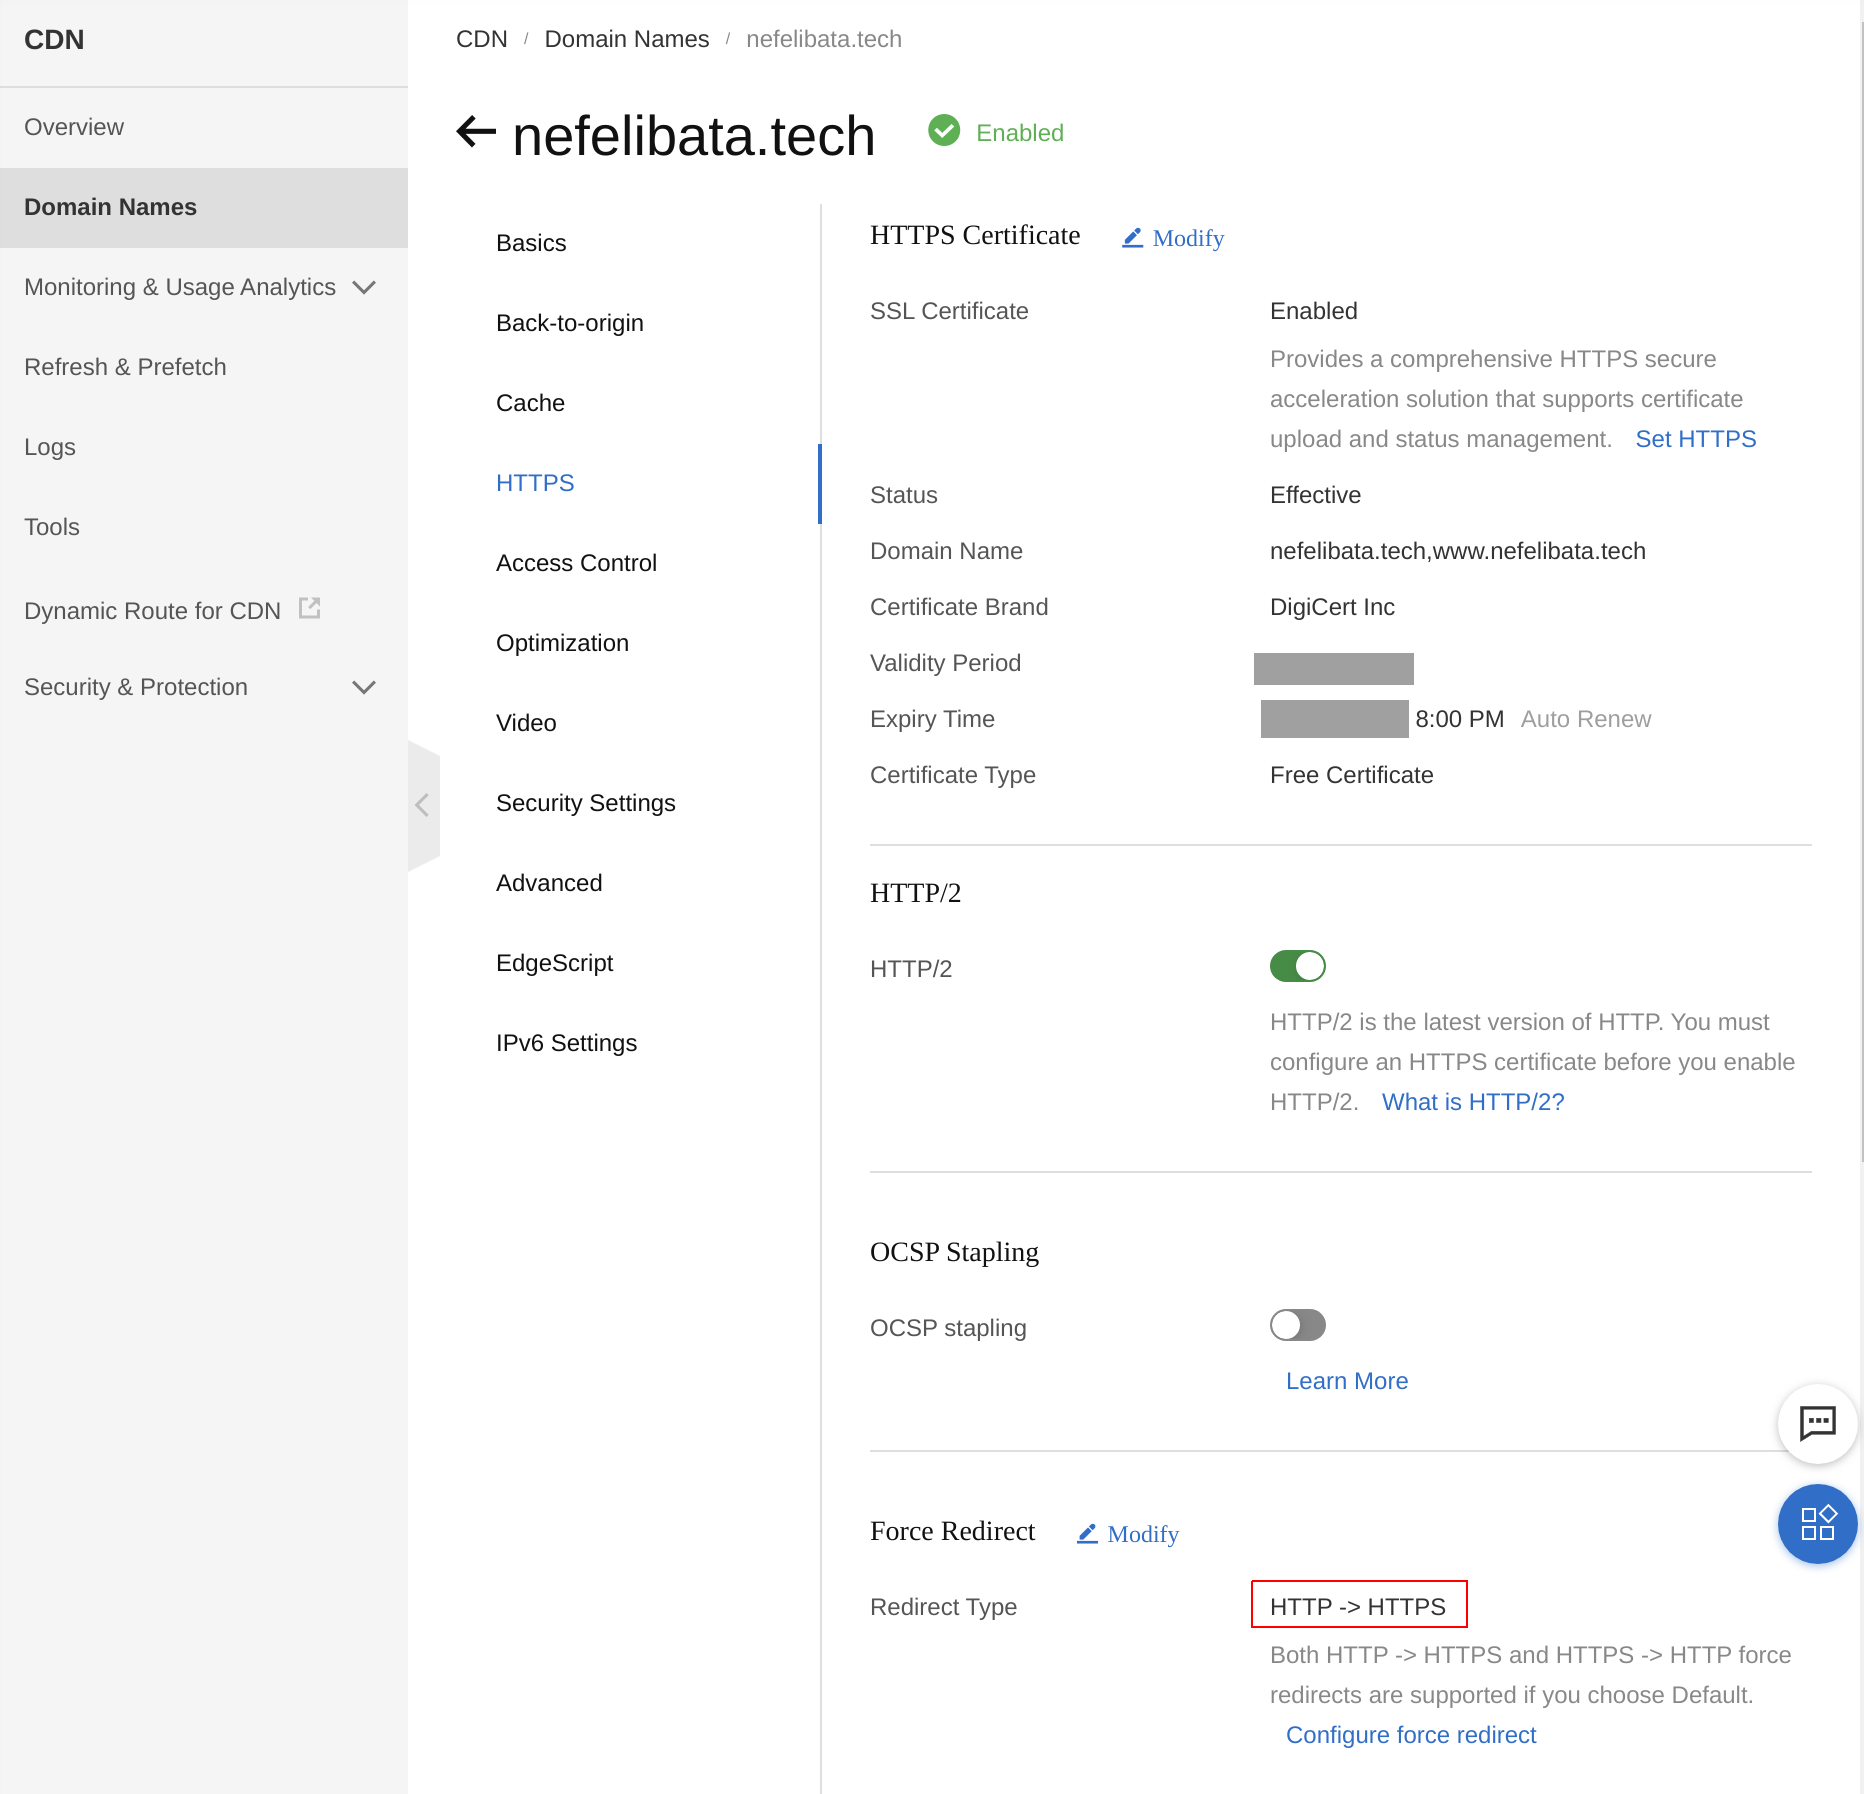 CDN
Overview
Domain Names
Monitoring & Usage Analytics
Refresh & Prefetch
Logs
Tools
Dynamic Route for CDN
Security & Protection
CDN / Domain Names / nefelibata.tech
nefelibata.tech Enabled
Basics
Back-to-origin
Cache
HTTPS
Access Control
Optimization
Video
Security Settings
Advanced
EdgeScript
IPv6 Settings
HTTPS Certificate Modify
SSL Certificate Enabled
Provides a comprehensive HTTPS secure
acceleration solution that supports certificate
upload and status management. Set HTTPS
Status Effective
Domain Name nefelibata.tech,www.nefelibata.tech
Certificate Brand DigiCert Inc
Validity Period
Expiry Time 8:00 PM Auto Renew
Certificate Type Free Certificate
HTTP/2
HTTP/2
HTTP/2 is the latest version of HTTP. You must
configure an HTTPS certificate before you enable
HTTP/2. What is HTTP/2?
OCSP Stapling
OCSP stapling
Learn More
Force Redirect Modify
Redirect Type HTTP -> HTTPS
Both HTTP -> HTTPS and HTTPS -> HTTP force
redirects are supported if you choose Default.
Configure force redirect